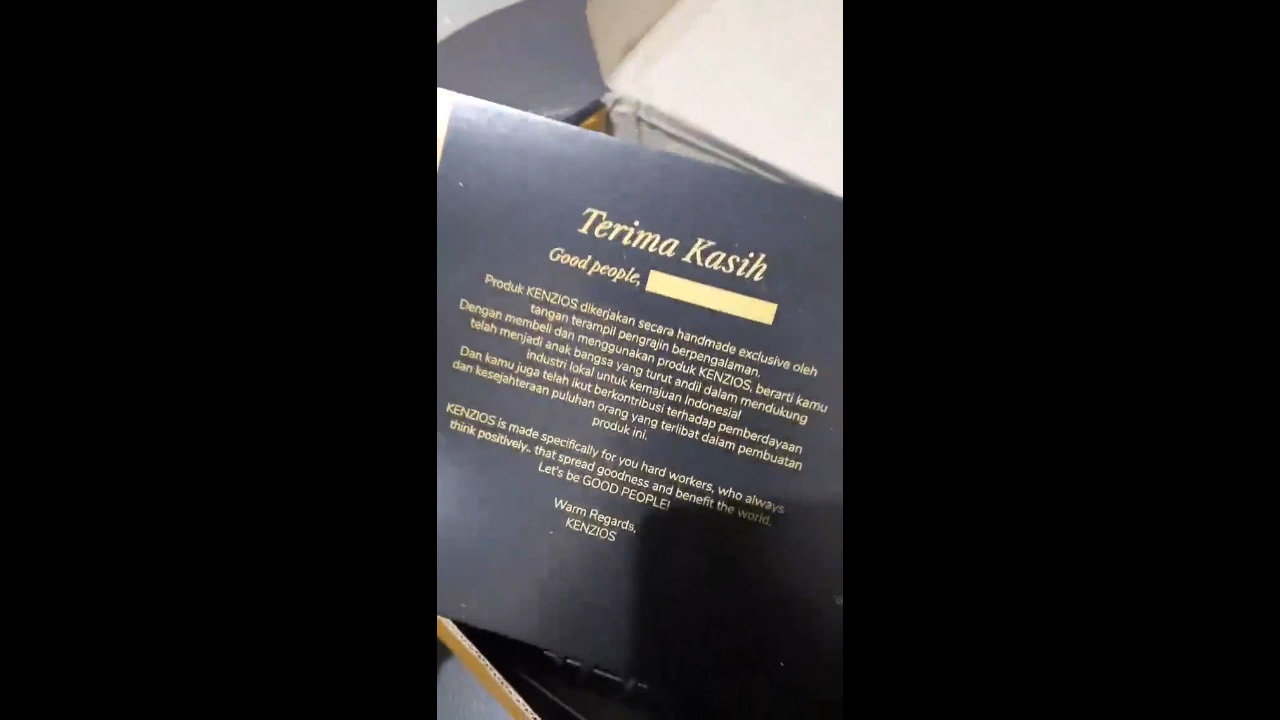 Terima Kasih
Good people,
Produk KENZIOS dikerjakan secara handmade exclusive oleh
tangan terampil pengrajin berpengalaman.
Dengan membeli dan menggunakan produk KENZIOS, berarti kamu
telah menjadi anak bangsa yang turut andil dalam mendukung
industri lokal untuk kemajuan Indonesia!
Dan kamu juga telah ikut berkontribusi terhadap pemberdayaan
dan kesejahteraan puluhan orang yang terlibat dalam pembuatan
produk ini.
KENZIOS is made specifically for you hard workers, who always
think positively.. that spread goodness and benefit the world.
Let's be GOOD PEOPLE!
Warm Regards,
KENZIOS